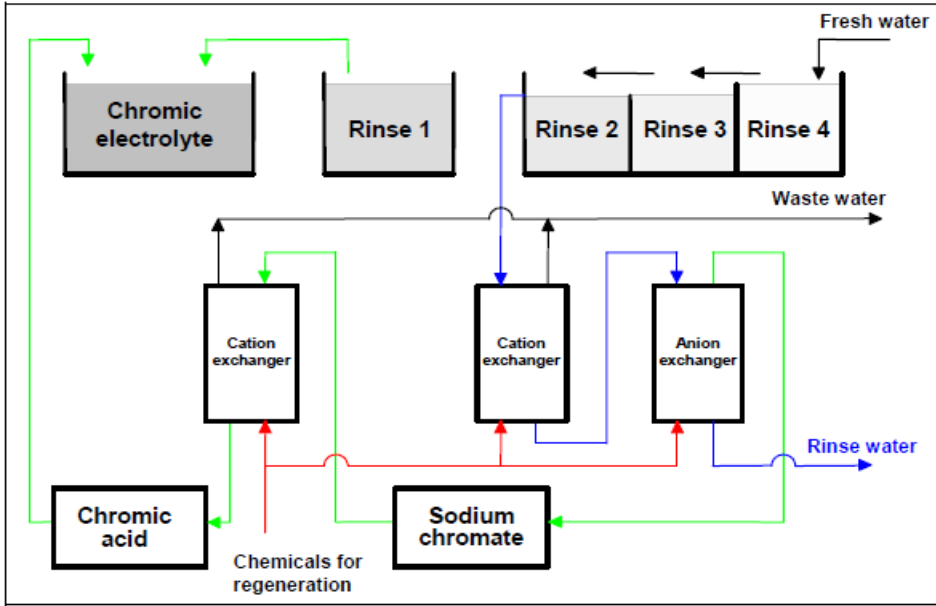 Fresh water
Chromic
electrolyte
Rinse 1
Rinse 2
Rinse 3
Rinse 4
Waste water
Cation
exchanger
Cation
exchanger
Anion
exchanger
Rinse water
Chromic
acid
Sodium
chromate
Chemicals for
regeneration